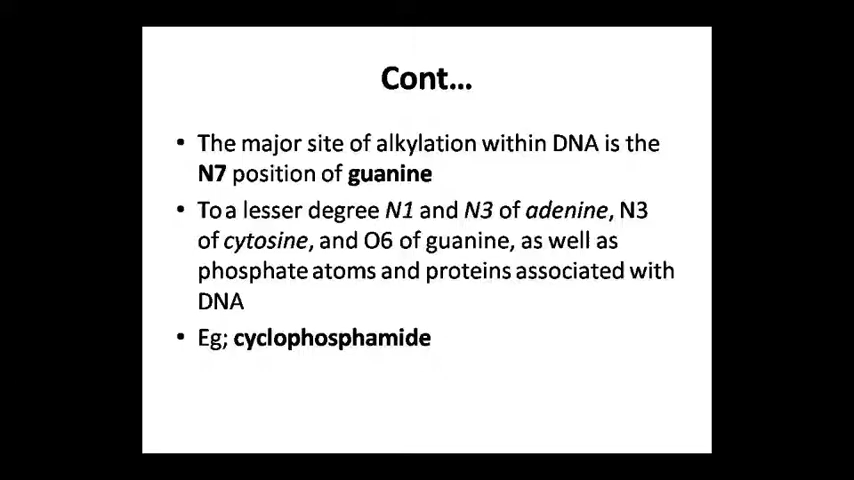 Cont...
• The major site of alkylation within DNA is the
N7 position of guanine
• To a lesser degree N1 and N3 of adenine, N3
of cytosine, and O6 of guanine, as well as
phosphate atoms and proteins associated with
DNA
• Eg; cyclophosphamide